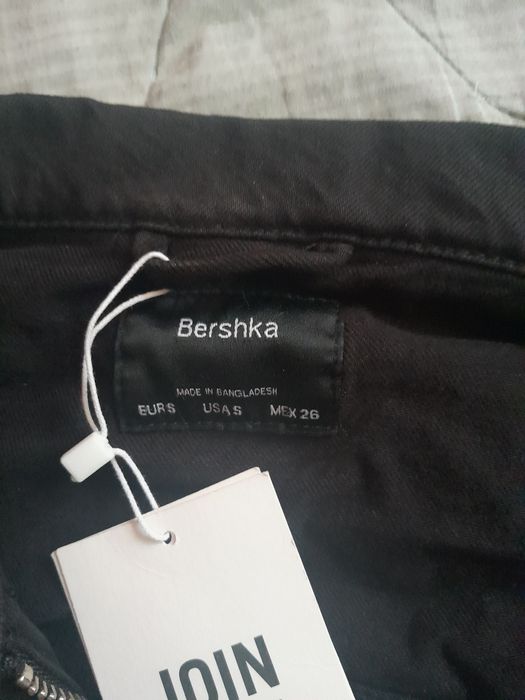 Bershka
MADE IN BANGLADESH
EUR S USA S MEX 26
JOIN